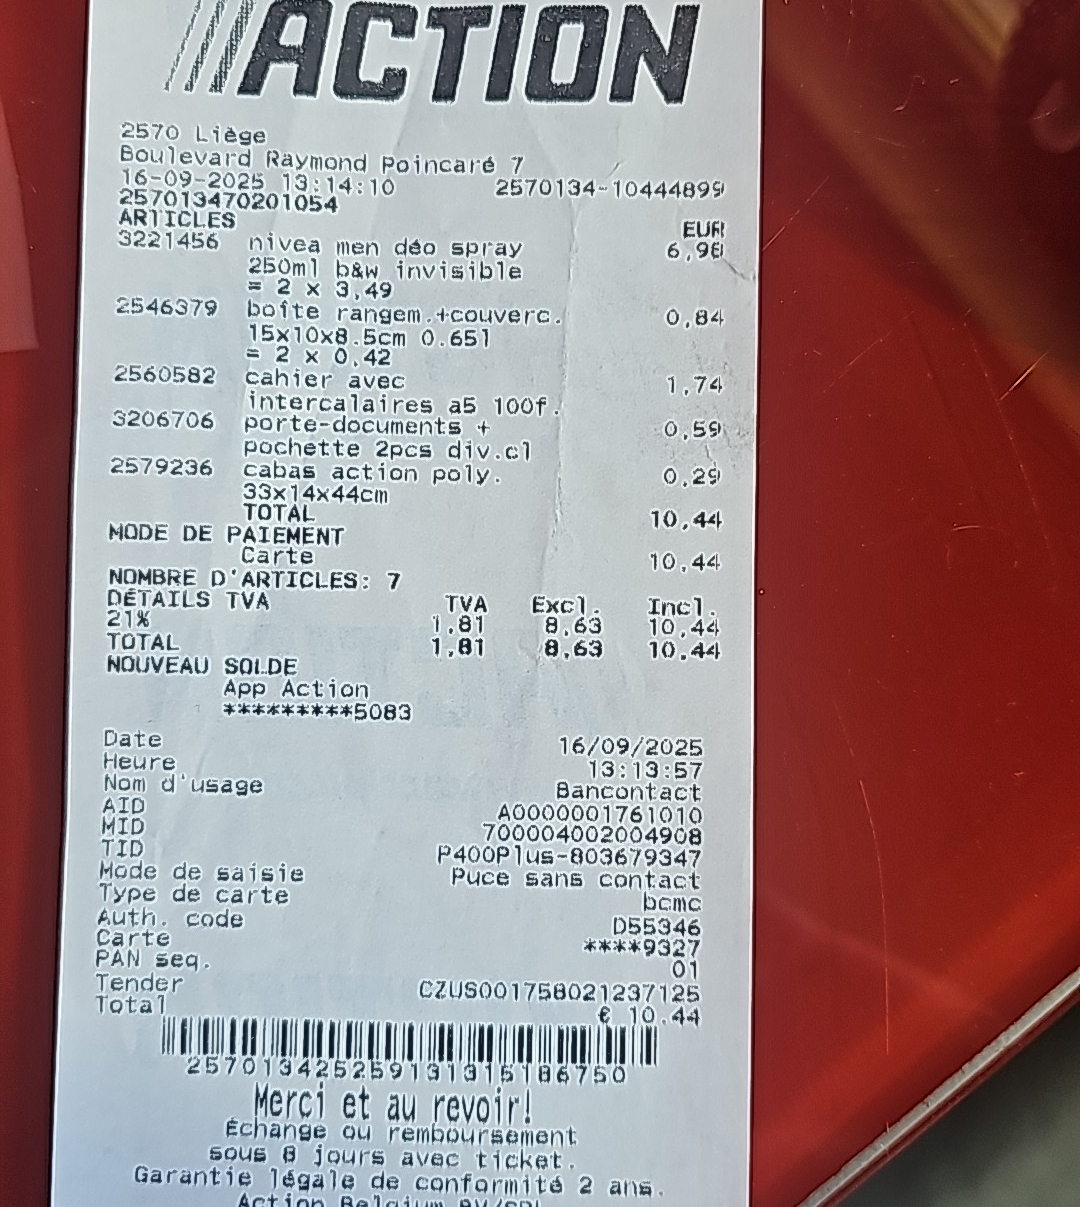 ACTION
2570 Liège
Boulevard Raymond Poincaré 7
16-09-2025 13:14:10 2570134-10444899
257013470201054
ARTICLES EUR
3221456 nivea men déo spray 6,98
250ml b&w invisible
= 2 x 3,49
2546379 boîte rangem.+couverc. 0,84
15x10x8.5cm 0.65l
= 2 x 0,42
2560582 cahier avec 1,74
intercalaires a5 100f.
3206706 porte-documents + 0,59
pochette 2pcs div.cl
2579236 cabas action poly. 0,29
33x14x44cm
TOTAL 10,44
MODE DE PAIEMENT
Carte 10,44
NOMBRE D'ARTICLES: 7
DÉTAILS TVA TVA Excl. Incl.
21% 1,81 8,63 10,44
TOTAL 1,81 8,63 10,44
NOUVEAU SOLDE
App Action
*********5083
Date 16/09/2025
Heure 13:13:57
Nom d'usage Bancontact
AID A0000001761010
MID 700004002004908
TID P400Plus-803679347
Mode de saisie Puce sans contact
Type de carte bcmc
Auth. code D55346
Carte ****9327
PAN seq. 01
Tender CZUS001758021237125
Total € 10.44
257013425259131315186750
Merci et au revoir!
Échange ou remboursement
sous 8 jours avec ticket.
Garantie légale de conformité 2 ans.
Action Belgium BV/SRL